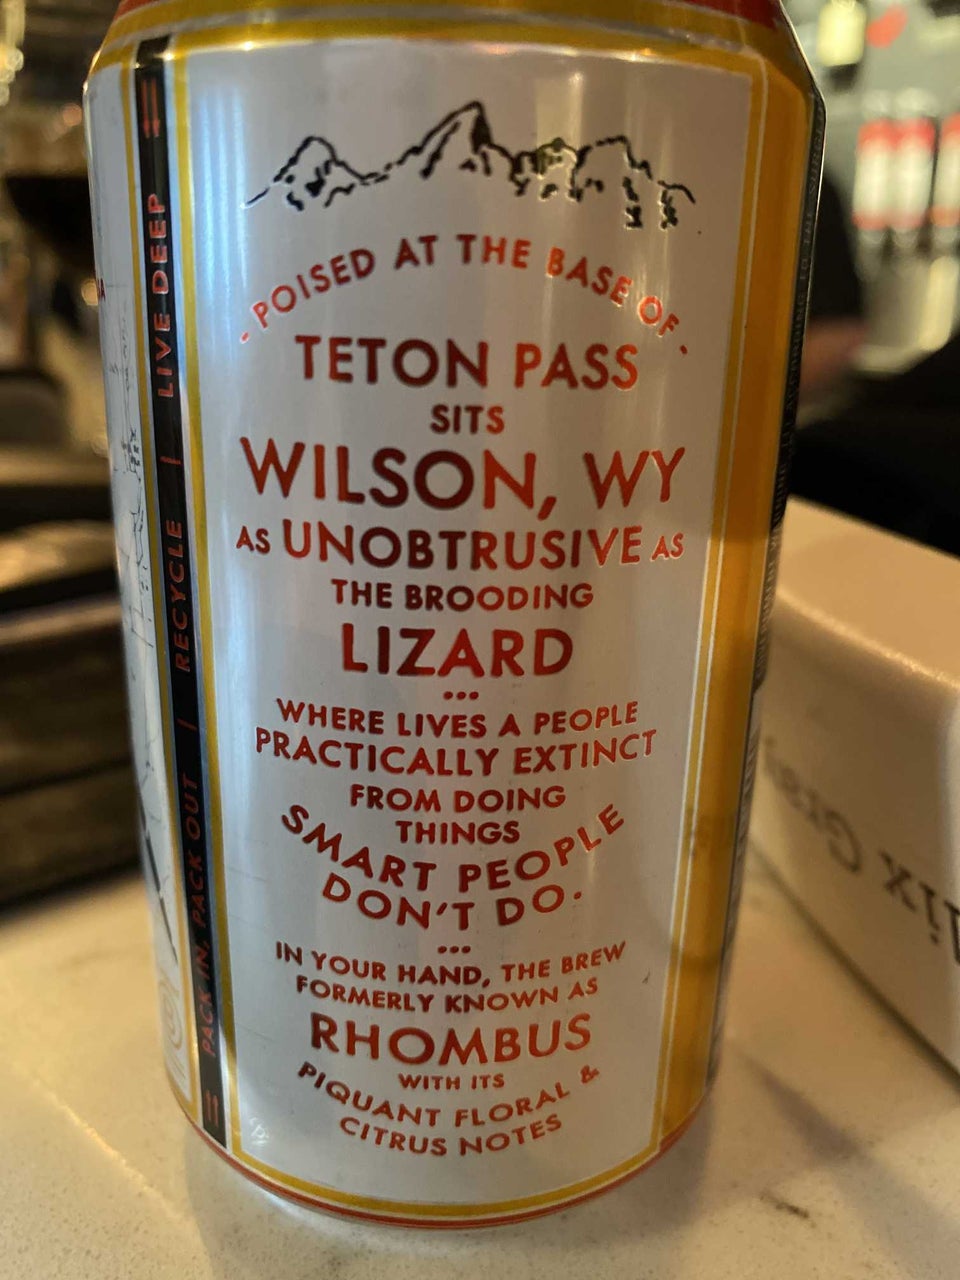 - POISED AT THE BASE OF -
TETON PASS
SITS
WILSON, WY
AS UNOBTRUSIVE AS
THE BROODING
LIZARD
...
WHERE LIVES A PEOPLE
PRACTICALLY EXTINCT
FROM DOING
THINGS
SMART PEOPLE
DON'T DO.
...
IN YOUR HAND, THE BREW
FORMERLY KNOWN AS
RHOMBUS
WITH ITS
PIQUANT FLORAL &
CITRUS NOTES
PACK IN, PACK OUT | RECYCLE | LIVE DEEP